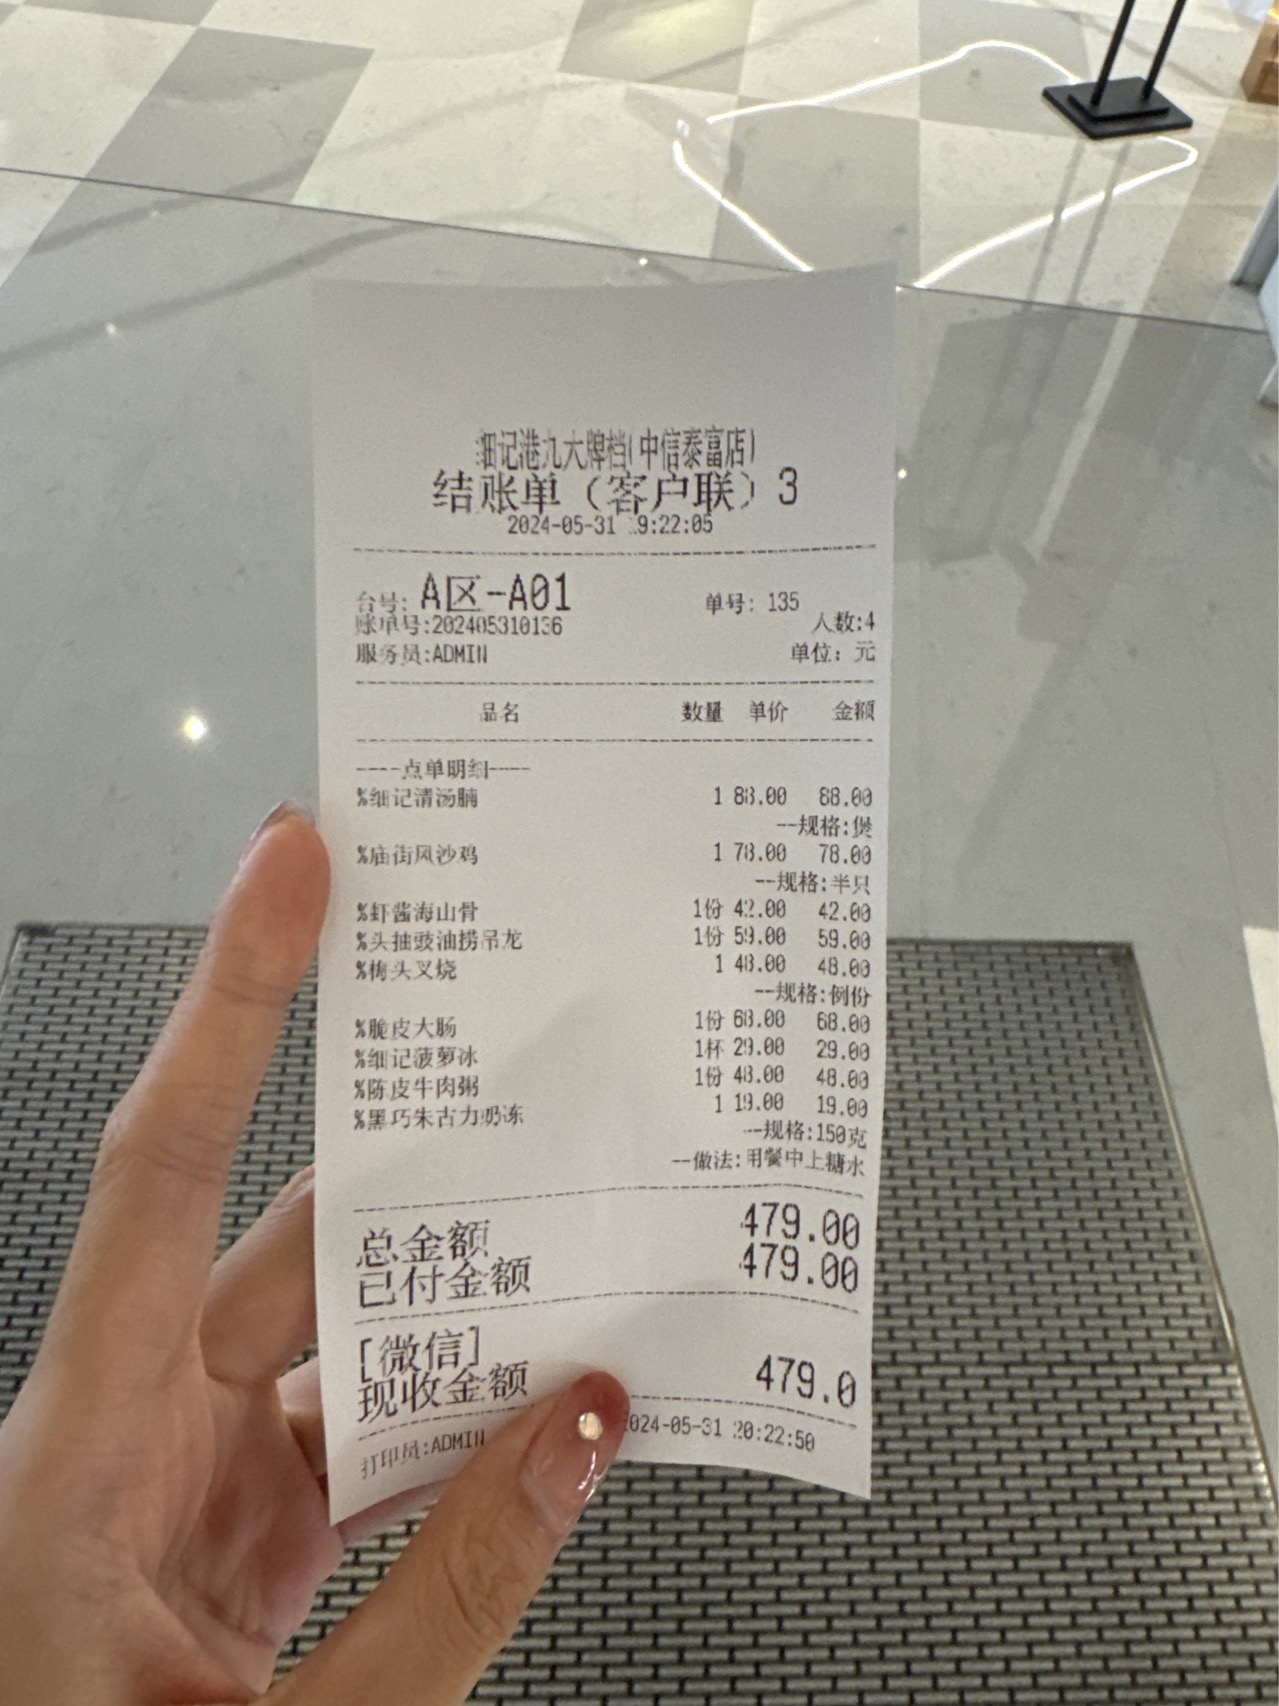 细记港九大牌档(中信泰富店)
结账单（客户联）3
2024-05-31 19:22:05
台号: A区-A01 单号: 135
账单号:202405310136 人数:4
服务员:ADMIN 单位: 元
品名 数量 单价 金额
----点单明细----
%细记清汤腩 1 88.00 88.00
--规格:煲
%庙街风沙鸡 1 78.00 78.00
--规格:半只
%虾酱海山骨 1份 42.00 42.00
%头抽豉油捞吊龙 1份 59.00 59.00
%梅头叉烧 1 48.00 48.00
--规格:例份
%脆皮大肠 1份 68.00 68.00
%细记菠萝冰 1杯 29.00 29.00
%陈皮牛肉粥 1份 48.00 48.00
%黑巧朱古力奶冻 1 19.00 19.00
--规格:150克
--做法:用餐中上糖水
总金额 479.00
已付金额 479.00
[微信]
现收金额 479.0
打印员:ADMIN 2024-05-31 20:22:50